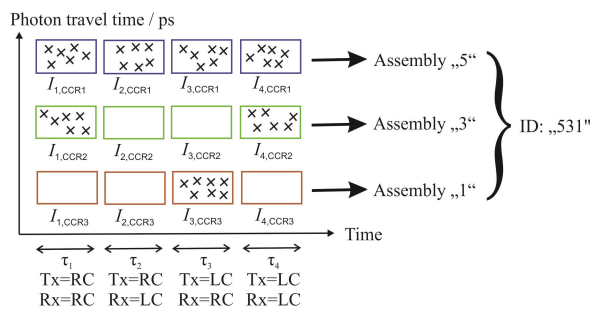 Photon travel time / ps
I1,CCR1 I2,CCR1 I3,CCR1 I4,CCR1
Assembly „5“
I1,CCR2 I2,CCR2 I3,CCR2 I4,CCR2
Assembly „3“
ID: „531"
I1,CCR3 I2,CCR3 I3,CCR3 I4,CCR3
Assembly „1“
Time
τ1 τ2 τ3 τ4
Tx=RC Tx=RC Tx=LC Tx=LC
Rx=RC Rx=LC Rx=RC Rx=LC